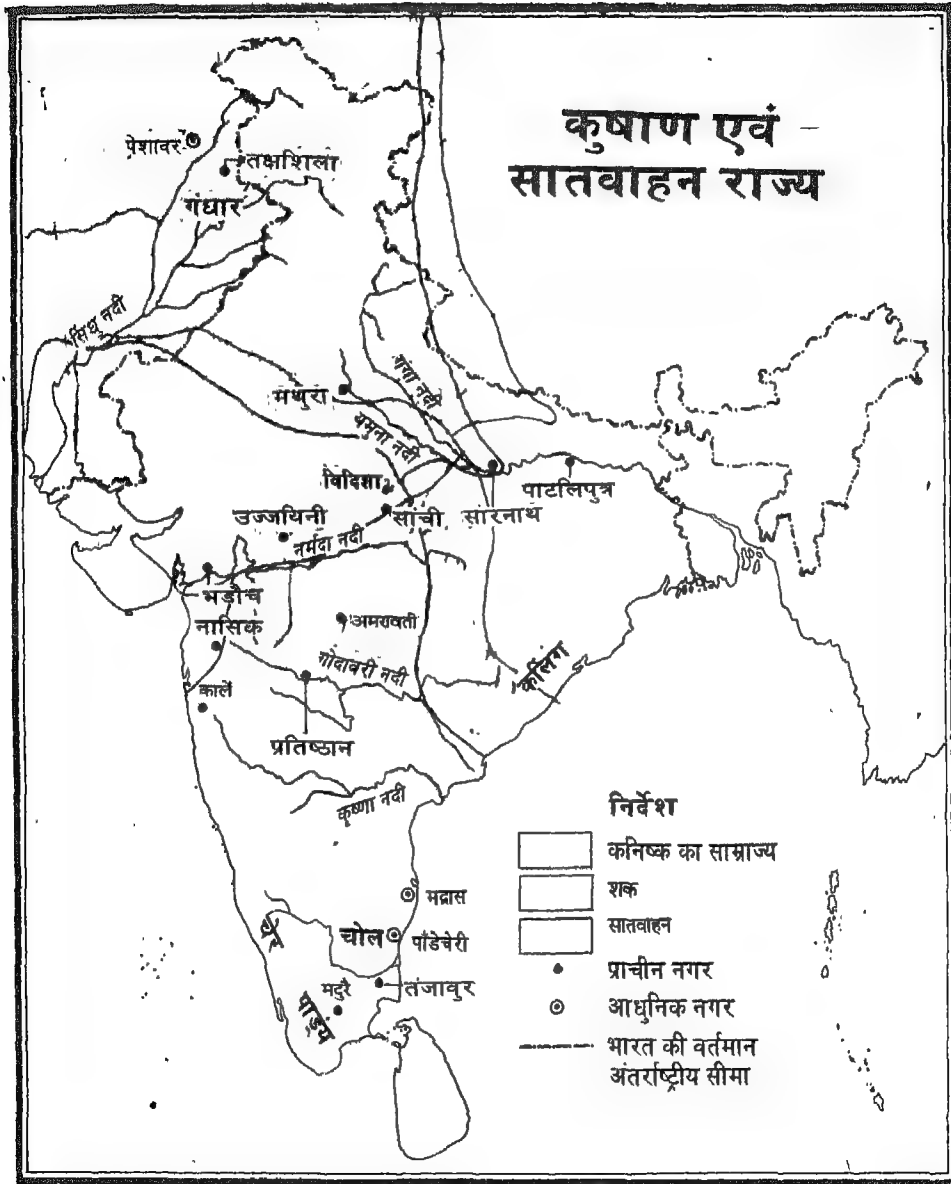 कुषाण एवं
सातवाहन राज्य
पेशावर
तक्षशिला
गंधार
सिंधू नदी
मथुरा
गंगा नदी
यमुना नदी
विदिशा
पाटलिपुत्र
उज्जयिनी
सांची
सारनाथ
नर्मदा नदी
भडौच
नासिक
अमरावती
गोदावरी नदी
कलिंग
कार्ले
प्रतिष्ठान
कृष्णा नदी
निर्देश
कनिष्क का साम्राज्य
शक
सातवाहन
प्राचीन नगर
आधुनिक नगर
भारत की वर्तमान
अंतर्राष्ट्रीय सीमा
मद्रास
चोल
पाँडेचेरी
मदुरै
तंजावुर
पांड्य